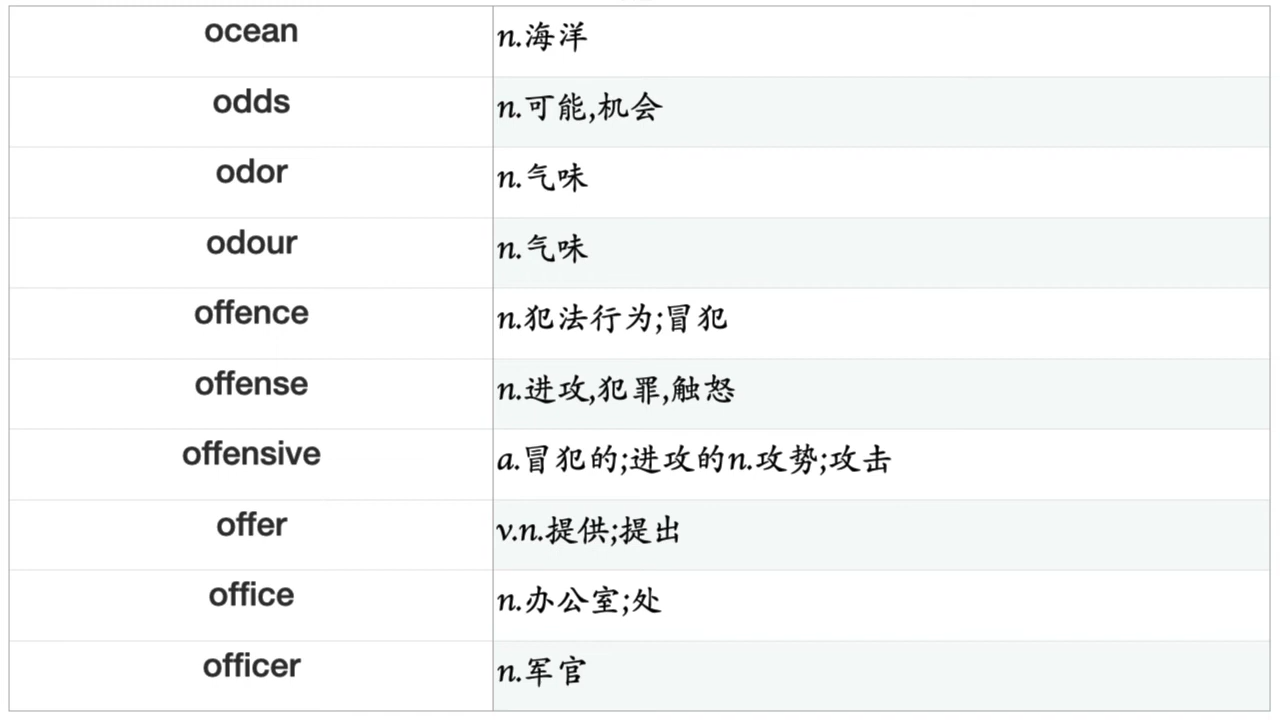 ocean n.海洋
odds n.可能,机会
odor n.气味
odour n.气味
offence n.犯法行为;冒犯
offense n.进攻,犯罪,触怒
offensive a.冒犯的;进攻的n.攻势;攻击
offer v.n.提供;提出
office n.办公室;处
officer n.军官